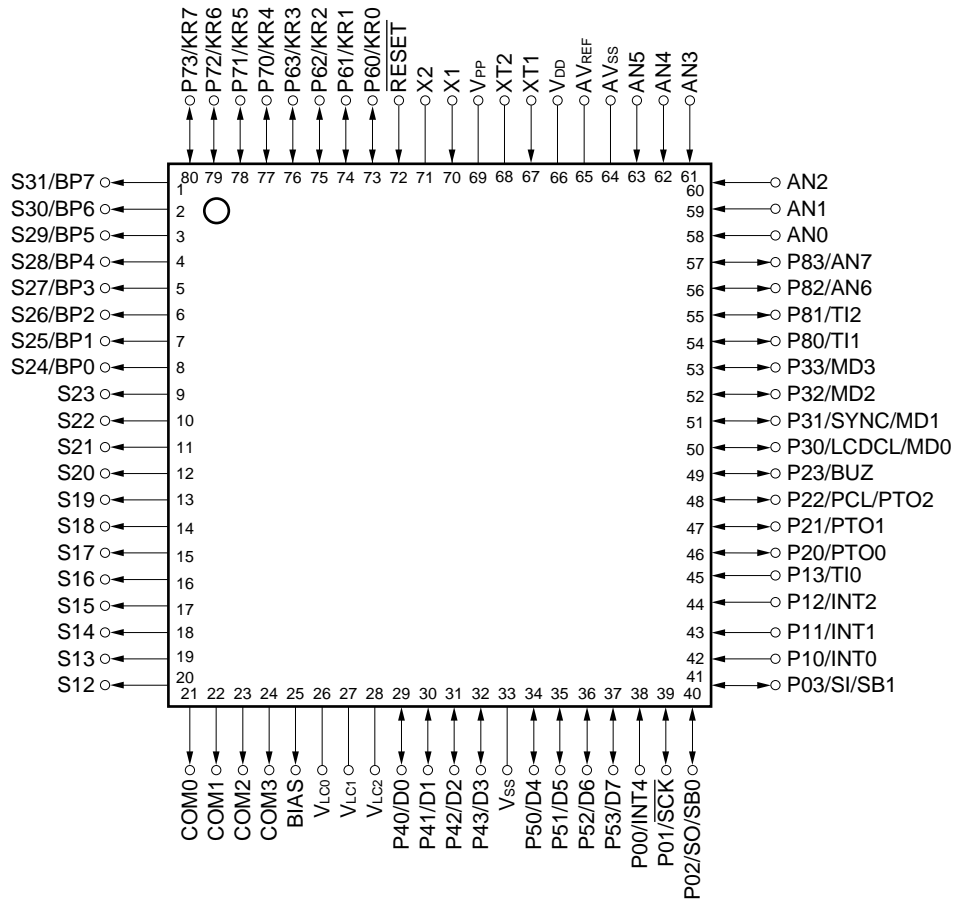 P73/KR7
P72/KR6
P71/KR5
P70/KR4
P63/KR3
P62/KR2
P61/KR1
P60/KR0
RESET
X2
X1
VPP
XT2
XT1
VDD
AVREF
AVSS
AN5
AN4
AN3
80 79 78 77 76 75 74 73 72 71 70 69 68 67 66 65 64 63 62 61
S31/BP7 1
S30/BP6 2
S29/BP5 3
S28/BP4 4
S27/BP3 5
S26/BP2 6
S25/BP1 7
S24/BP0 8
S23 9
S22 10
S21 11
S20 12
S19 13
S18 14
S17 15
S16 16
S15 17
S14 18
S13 19
S12 20
60 AN2
59 AN1
58 AN0
57 P83/AN7
56 P82/AN6
55 P81/TI2
54 P80/TI1
53 P33/MD3
52 P32/MD2
51 P31/SYNC/MD1
50 P30/LCDCL/MD0
49 P23/BUZ
48 P22/PCL/PTO2
47 P21/PTO1
46 P20/PTO0
45 P13/TI0
44 P12/INT2
43 P11/INT1
42 P10/INT0
41 P03/SI/SB1
21 22 23 24 25 26 27 28 29 30 31 32 33 34 35 36 37 38 39 40
COM0
COM1
COM2
COM3
BIAS
VLC0
VLC1
VLC2
P40/D0
P41/D1
P42/D2
P43/D3
VSS
P50/D4
P51/D5
P52/D6
P53/D7
P00/INT4
P01/SCK
P02/SO/SB0